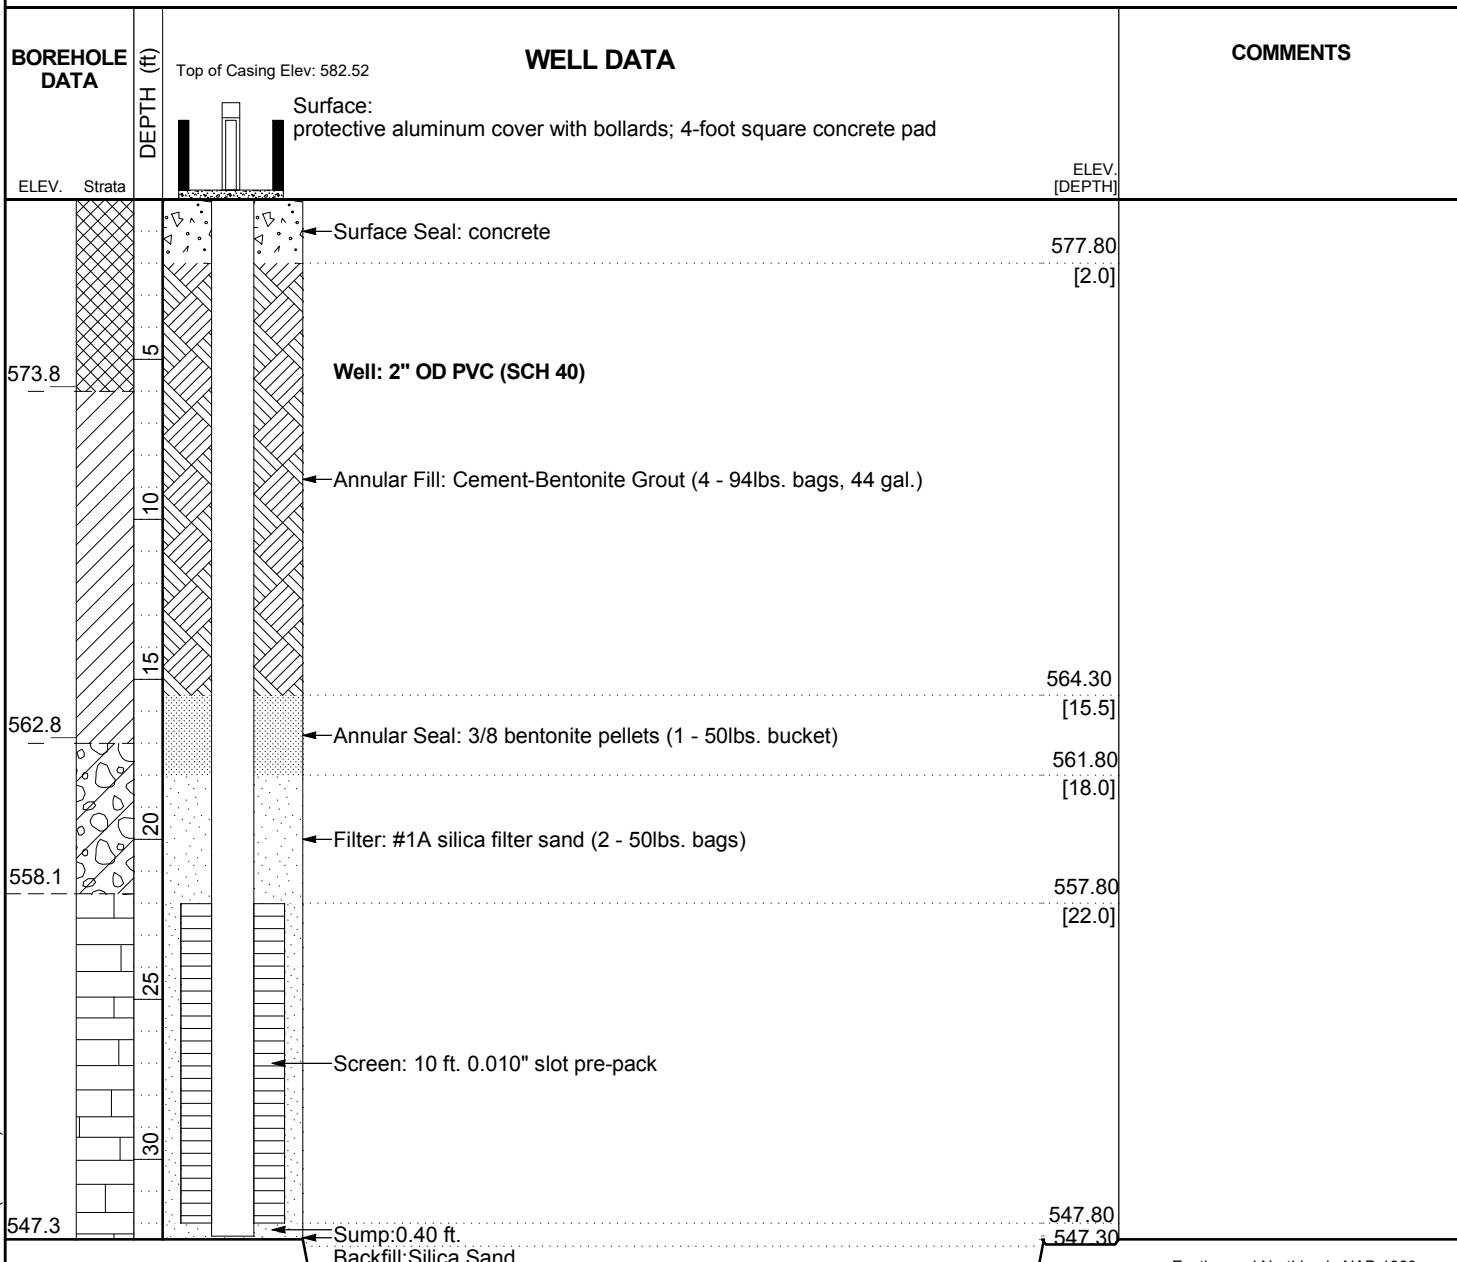 BOREHOLE
DATA
DEPTH (ft)
Top of Casing Elev: 582.52
WELL DATA
COMMENTS
Surface:
protective aluminum cover with bollards; 4-foot square concrete pad
ELEV. Strata
ELEV.
[DEPTH]
Surface Seal: concrete
577.80
[2.0]
5
573.8
Well: 2" OD PVC (SCH 40)
Annular Fill: Cement-Bentonite Grout (4 - 94lbs. bags, 44 gal.)
10
15
564.30
[15.5]
562.8
Annular Seal: 3/8 bentonite pellets (1 - 50lbs. bucket)
561.80
[18.0]
20
Filter: #1A silica filter sand (2 - 50lbs. bags)
558.1
557.80
[22.0]
25
Screen: 10 ft. 0.010" slot pre-pack
30
547.80
547.3
Sump:0.40 ft.
547.30
Backfill:Silica Sand